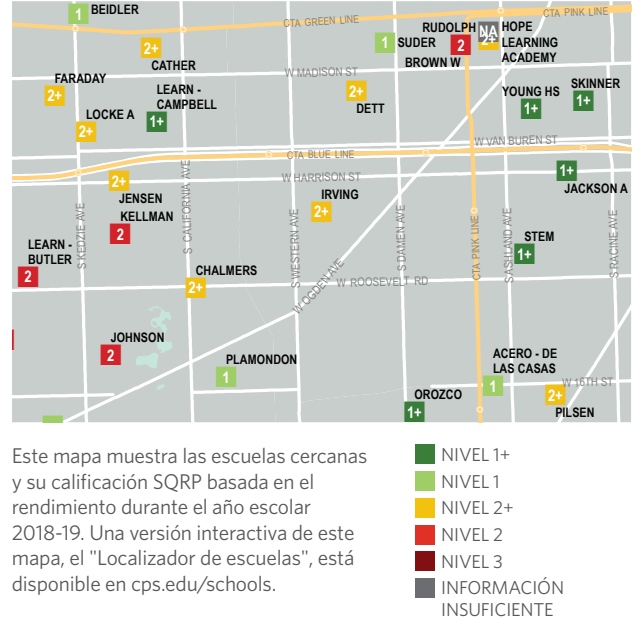 BEIDLER
1
CTA GREEN LINE
CTA PINK LINE
RUDOLPH
2
NA
2+
HOPE
LEARNING
ACADEMY
1
SUDER
BROWN W
2+
CATHER
W MADISON ST
FARADAY
2+
LOCKE A
2+
LEARN -
CAMPBELL
1+
2+
DETT
YOUNG HS
1+
SKINNER
1+
W VAN BUREN ST
CTA BLUE LINE
W HARRISON ST
1+
JACKSON A
2+
JENSEN
KELLMAN
2
IRVING
2+
S KEDZIE AVE
S CALIFORNIA AVE
S WESTERN AVE
W OGDEN AVE
S DAMEN AVE
CTA PINK LINE
S ASHLAND AVE
S RACINE AVE
STEM
1+
LEARN -
BUTLER
2
CHALMERS
2+
W ROOSEVELT RD
JOHNSON
2
PLAMONDON
1
ACERO - DE
LAS CASAS
1
W 16TH ST
OROZCO
1+
2+
PILSEN
Este mapa muestra las escuelas cercanas
y su calificación SQRP basada en el
rendimiento durante el año escolar
2018-19. Una versión interactiva de este
mapa, el "Localizador de escuelas", está
disponible en cps.edu/schools.
NIVEL 1+
NIVEL 1
NIVEL 2+
NIVEL 2
NIVEL 3
INFORMACIÓN
INSUFICIENTE